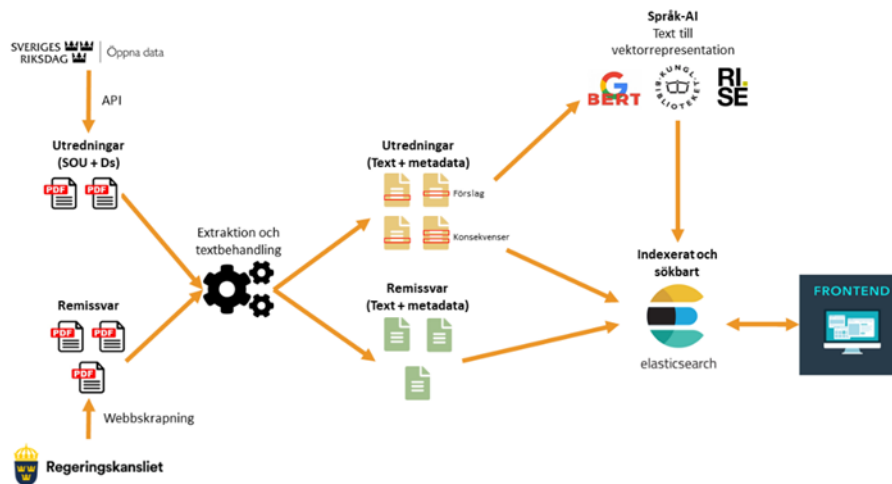 SVERIGES
RIKSDAG
Öppna data
API
Utredningar
(SOU + Ds)
PDF
PDF
Remissvar
PDF
PDF
PDF
Webbskrapning
Regeringskansliet
Extraktion och
textbehandling
Utredningar
(Text + metadata)
Förslag
Konsekvenser
Remissvar
(Text + metadata)
Språk-AI
Text till
vektorrepresentation
G
BERT
KUNGL
BIBLIOTEKET
RI.
SE
Indexerat och
sökbart
elasticsearch
FRONTEND